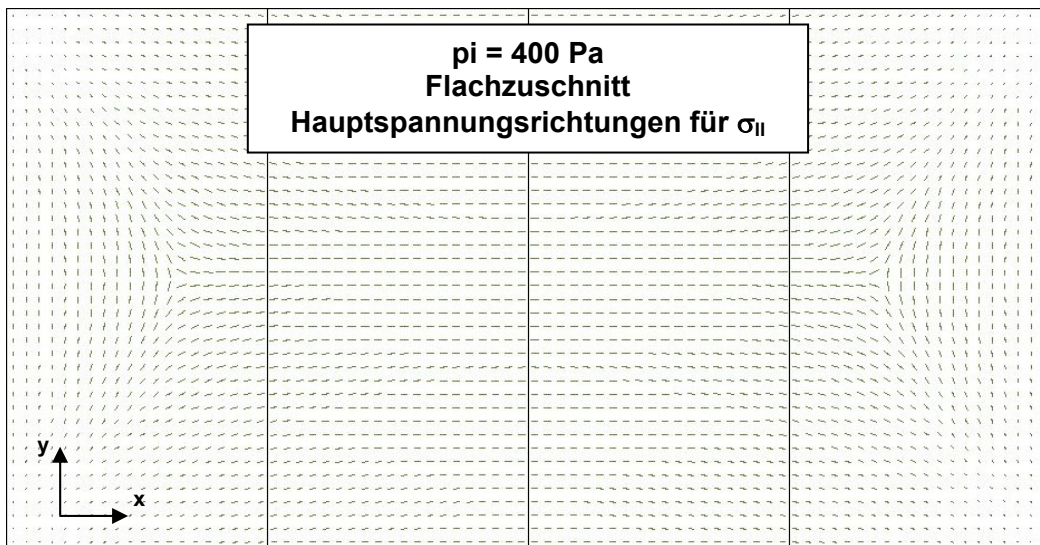 pi = 400 Pa
Flachzuschnitt
Hauptspannungsrichtungen für σII
y
x